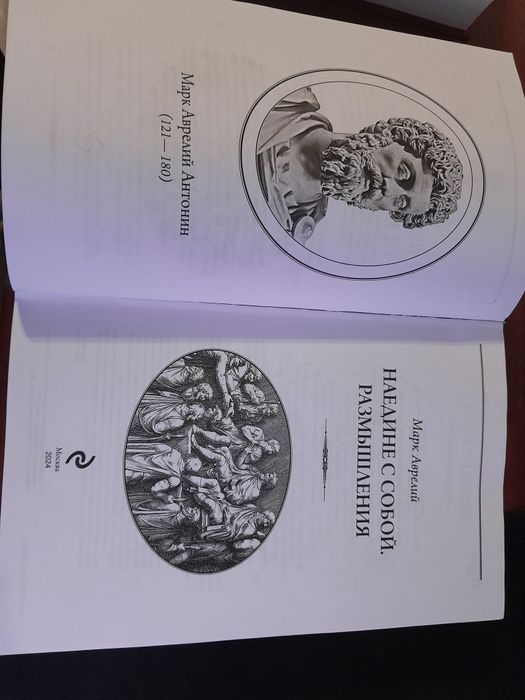 Марк Аврелий Антонин
(121— 180)
Марк Аврелий
НАЕДИНЕ С СОБОЙ.
РАЗМЫШЛЕНИЯ
Москва
2024